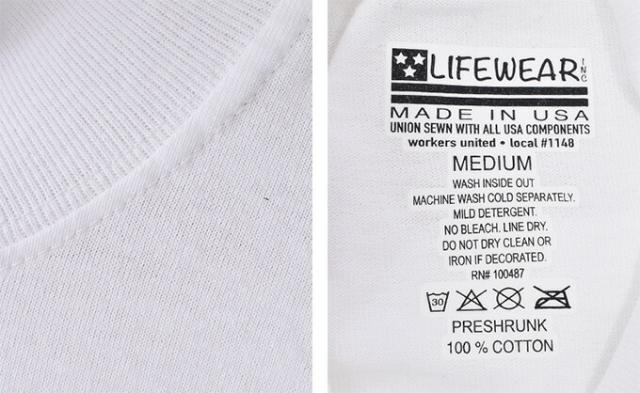 LIFEWEAR INC
MADE IN USA
UNION SEWN WITH ALL USA COMPONENTS
workers united • local #1148
MEDIUM
WASH INSIDE OUT
MACHINE WASH COLD SEPARATELY.
MILD DETERGENT.
NO BLEACH. LINE DRY.
DO NOT DRY CLEAN OR
IRON IF DECORATED.
RN# 100487
30
PRESHRUNK
100 % COTTON